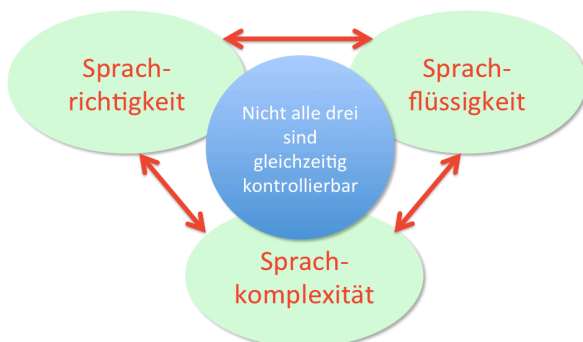 Sprach-
richtigkeit
Sprach-
flüssigkeit
Nicht alle drei
sind
gleichzeitig
kontrollierbar
Sprach-
komplexität